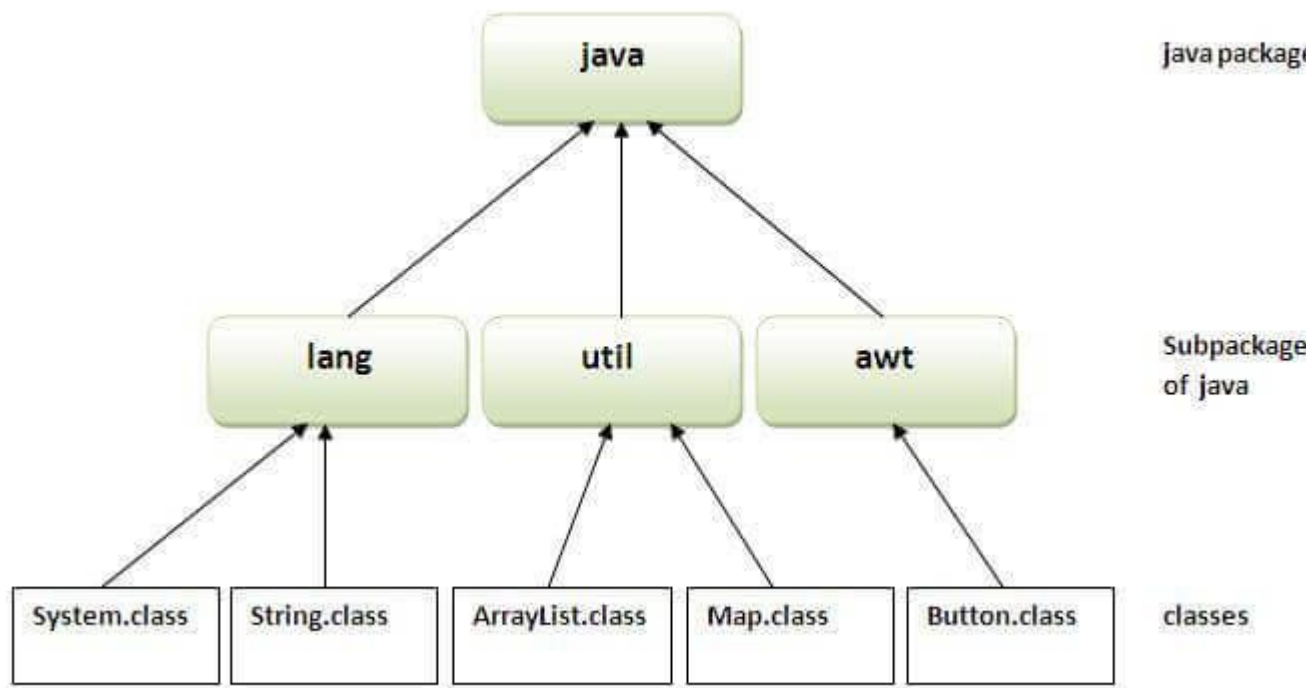 java
java package
lang
util
awt
Subpackage
of java
System.class
String.class
ArrayList.class
Map.class
Button.class
classes